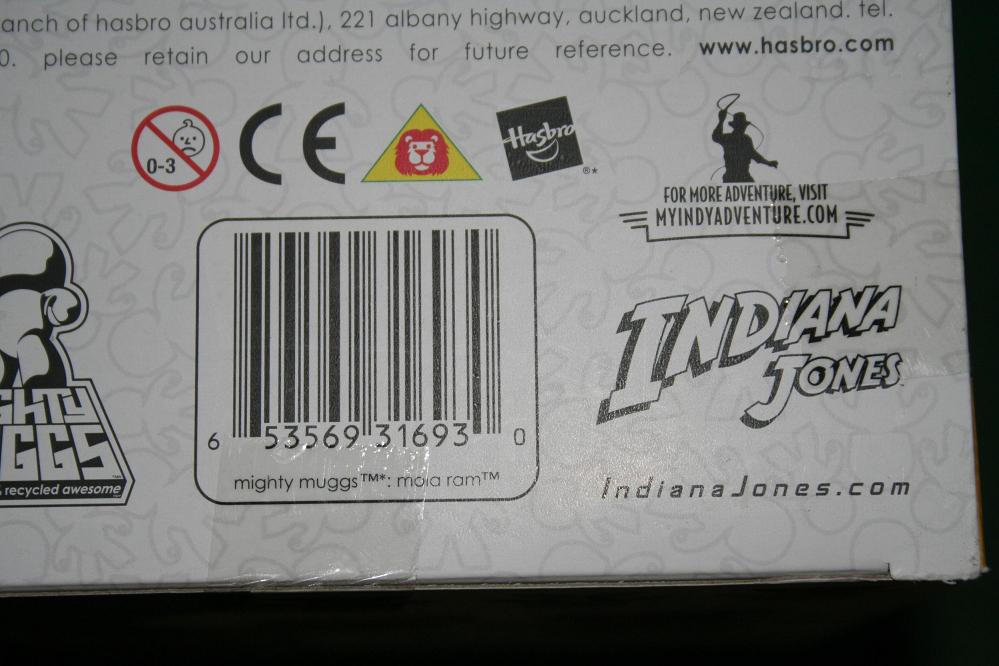 anch of hasbro australia ltd.), 221 albany highway, auckland, new zealand. tel.
0. please retain our address for future reference. www.hasbro.com
0-3
CE
Hasbro
®*
FOR MORE ADVENTURE, VISIT
MYINDYADVENTURE.COM
INDIANA
JONES
GHTY
GGS
recycled awesome
6 53569 31693 0
mighty muggs™*: mola ram™
IndianaJones.com